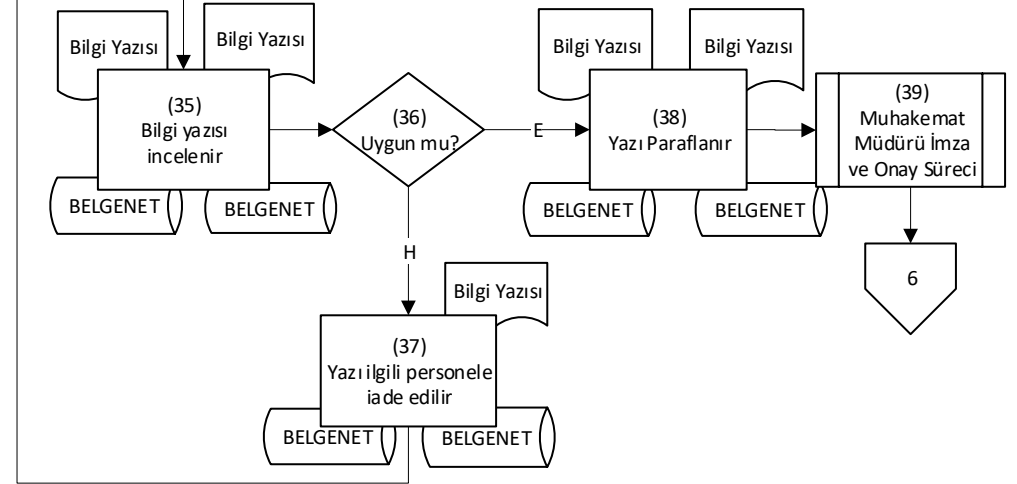 Bilgi Yazısı
Bilgi Yazısı
(35)
Bilgi yazısı
incelenir
BELGENET
BELGENET
(36)
Uygun mu?
E
H
Bilgi Yazısı
Bilgi Yazısı
(38)
Yazı Paraflanır
BELGENET
BELGENET
(39)
Muhakemat
Müdürü İmza
ve Onay Süreci
6
Bilgi Yazısı
(37)
Yazı ilgili personele
iade edilir
BELGENET
BELGENET